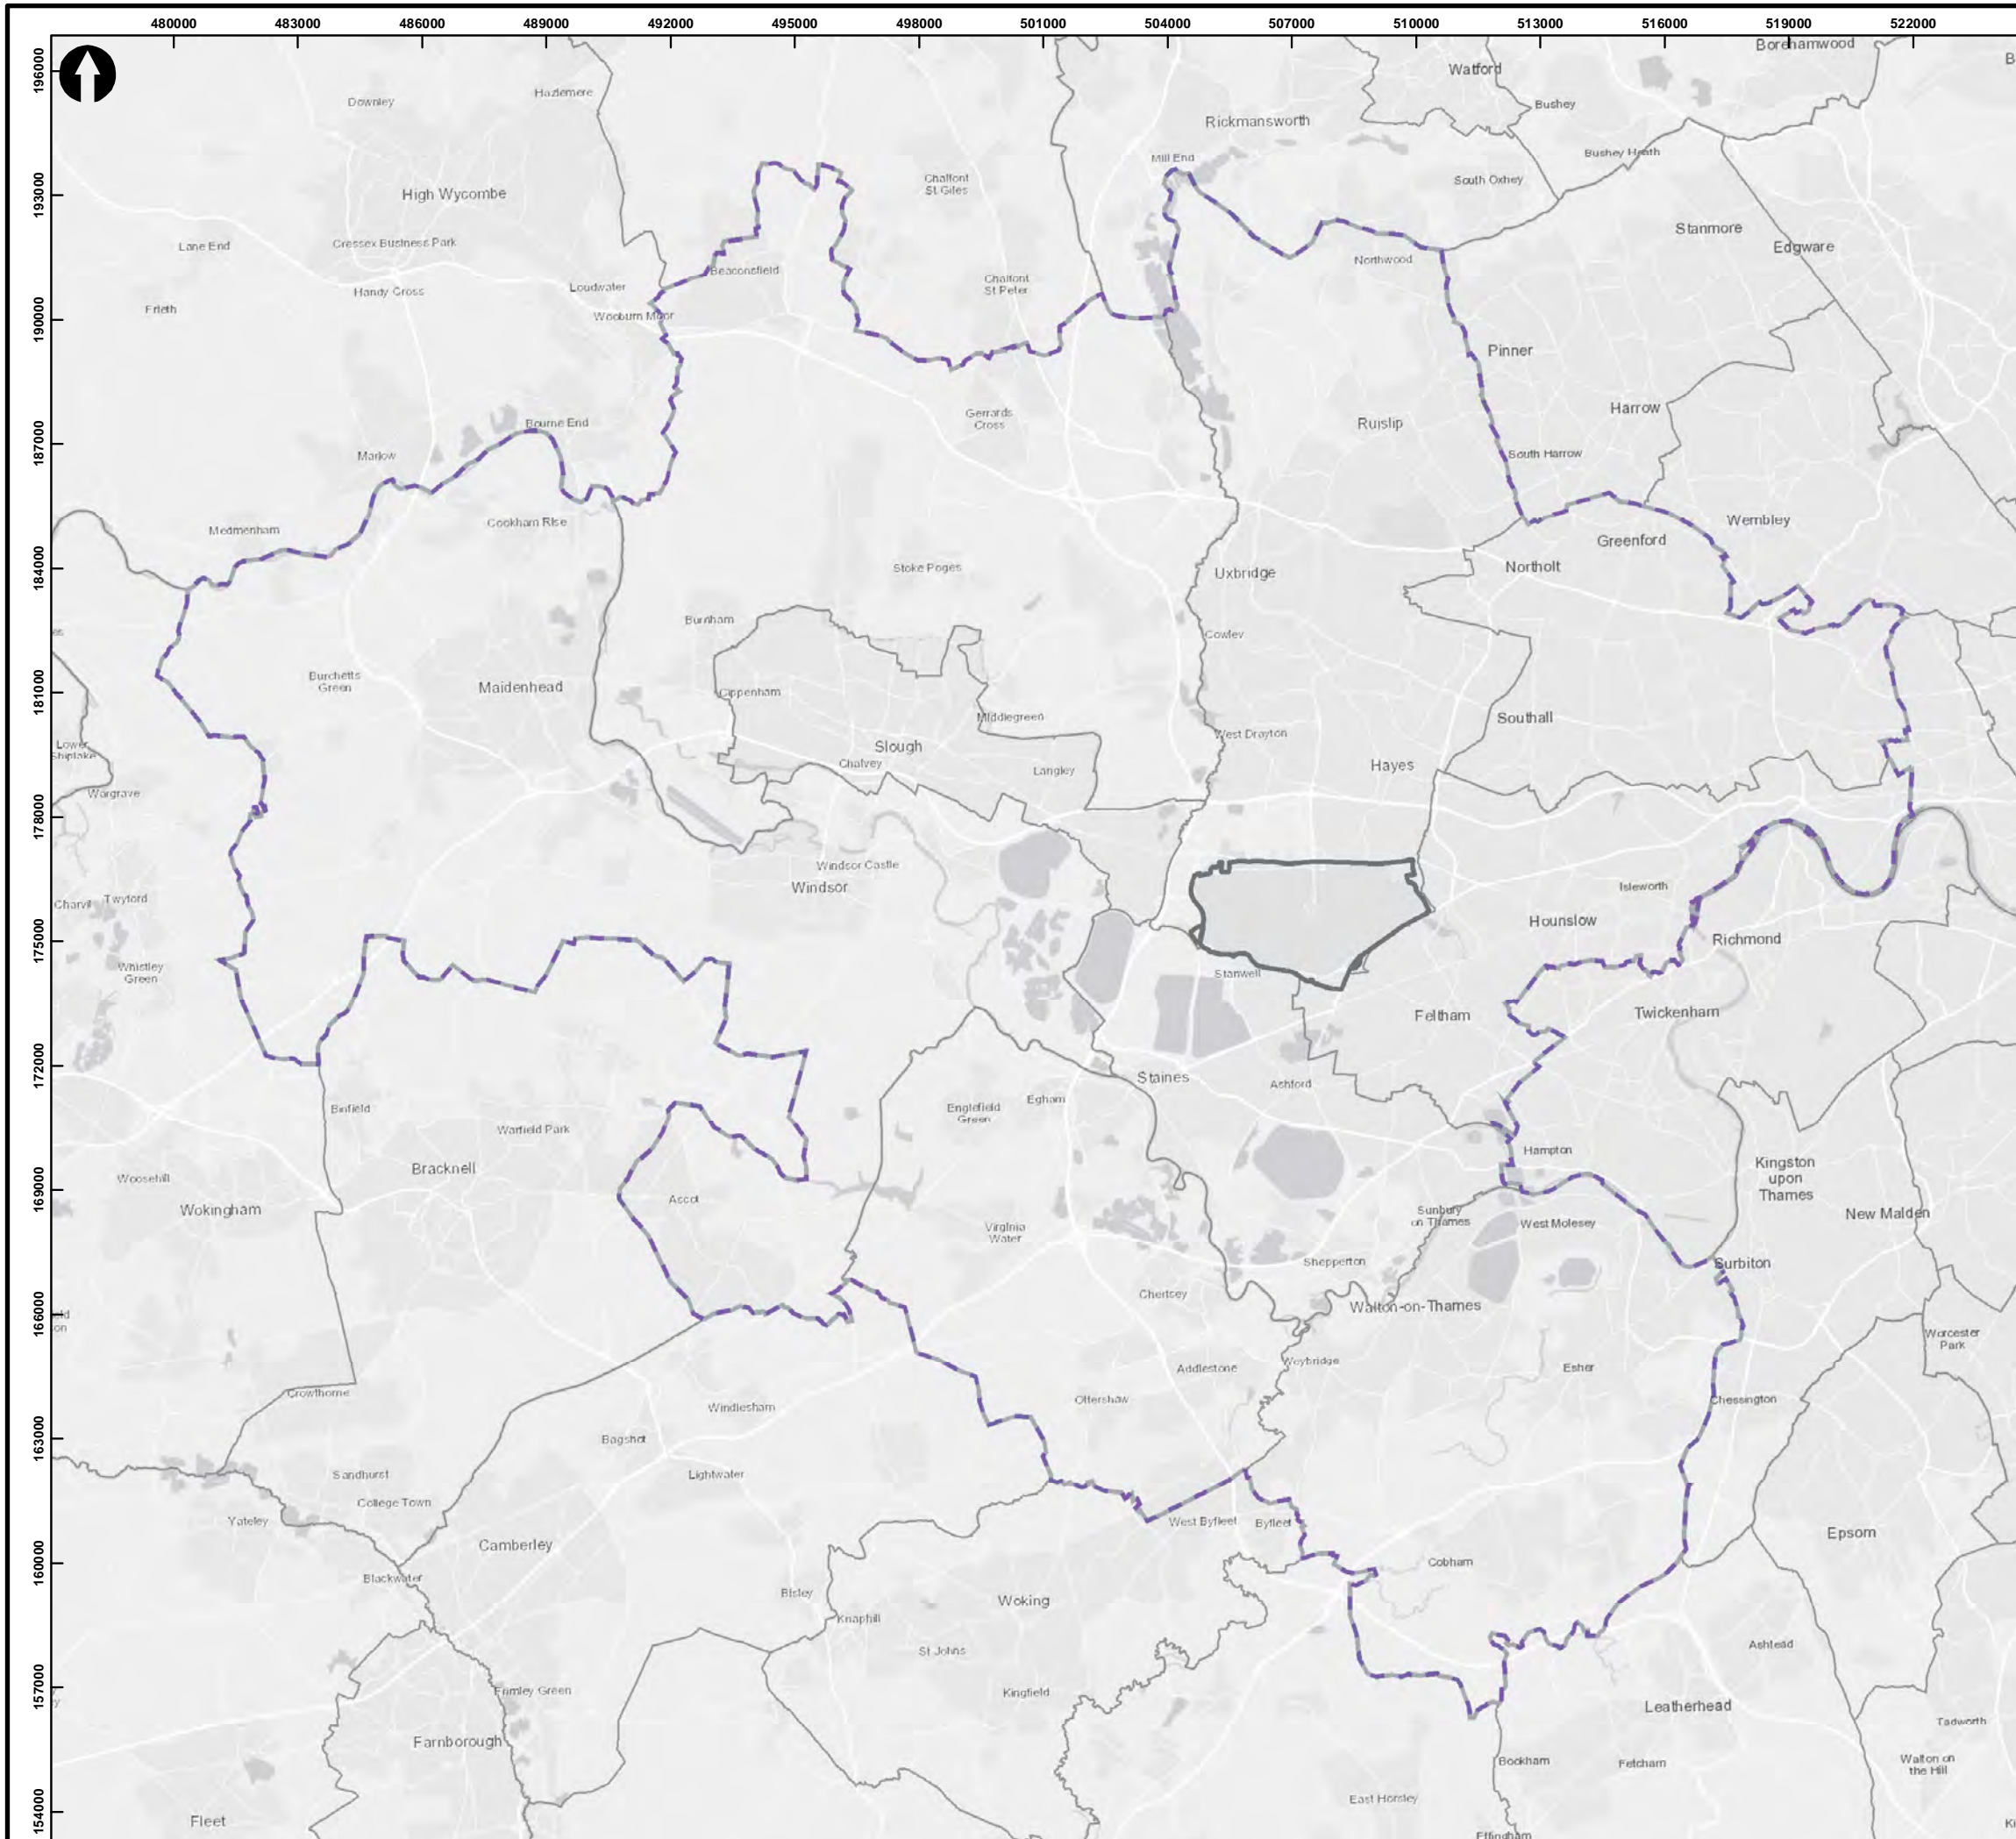 480000 483000 486000 489000 492000 495000 498000 501000 504000 507000 510000 513000 516000 519000 522000
196000
193000
190000
187000
184000
181000
178000
175000
172000
169000
166000
163000
160000
157000
154000
Borehamwood
Watford
Hazlemere
Downley
Bushey
Rickmansworth
Bushey Heath
Mill End
South Oxhey
Chalfont
St Giles
High Wycombe
Stanmore
Cressex Business Park
Lane End
Edgware
Northwood
Beaconsfield
Chalfont
St Peter
Loudwater
Handy Cross
Frieth
Wooburn Moor
Pinner
Harrow
Gerrards
Cross
Bourne End
Ruislip
South Harrow
Marlow
Cookham Rise
Medmenham
Wembley
Greenford
Stoke Poges
Uxbridge
Northolt
Burnham
Cowley
Burchetts
Green
Maidenhead
Cippenham
Middlegreen
Southall
West Drayton
Lower
Shiplake
Slough
Chalvey
Langley
Hayes
Wargrave
Windsor Castle
Windsor
Isleworth
Charvil
Twyford
Hounslow
Richmond
Whistley
Green
Stanwell
Feltham
Twickenham
Staines
Ashford
Egham
Englefield
Green
Binfield
Warfield Park
Hampton
Bracknell
Kingston
upon
Thames
Woosehill
Ascot
Wokingham
Sunbury
on Thames
West Molesey
New Malden
Virginia
Water
Shepperton
Surbiton
Chertsey
Walton-on-Thames
Worcester
Park
Addlestone
Weybridge
Esher
Crowthorne
Ottershaw
Chessington
Windlesham
Bagshot
Sandhurst
Lightwater
College Town
Yateley
West Byfleet
Byfleet
Epsom
Camberley
Cobham
Blackwater
Bisley
Woking
Knaphill
St Johns
Ashtead
Frimley Green
Kingfield
Leatherhead
Tadworth
Farnborough
Bookham
Fetcham
Walton on
the Hill
East Horsley
Fleet
Effingham